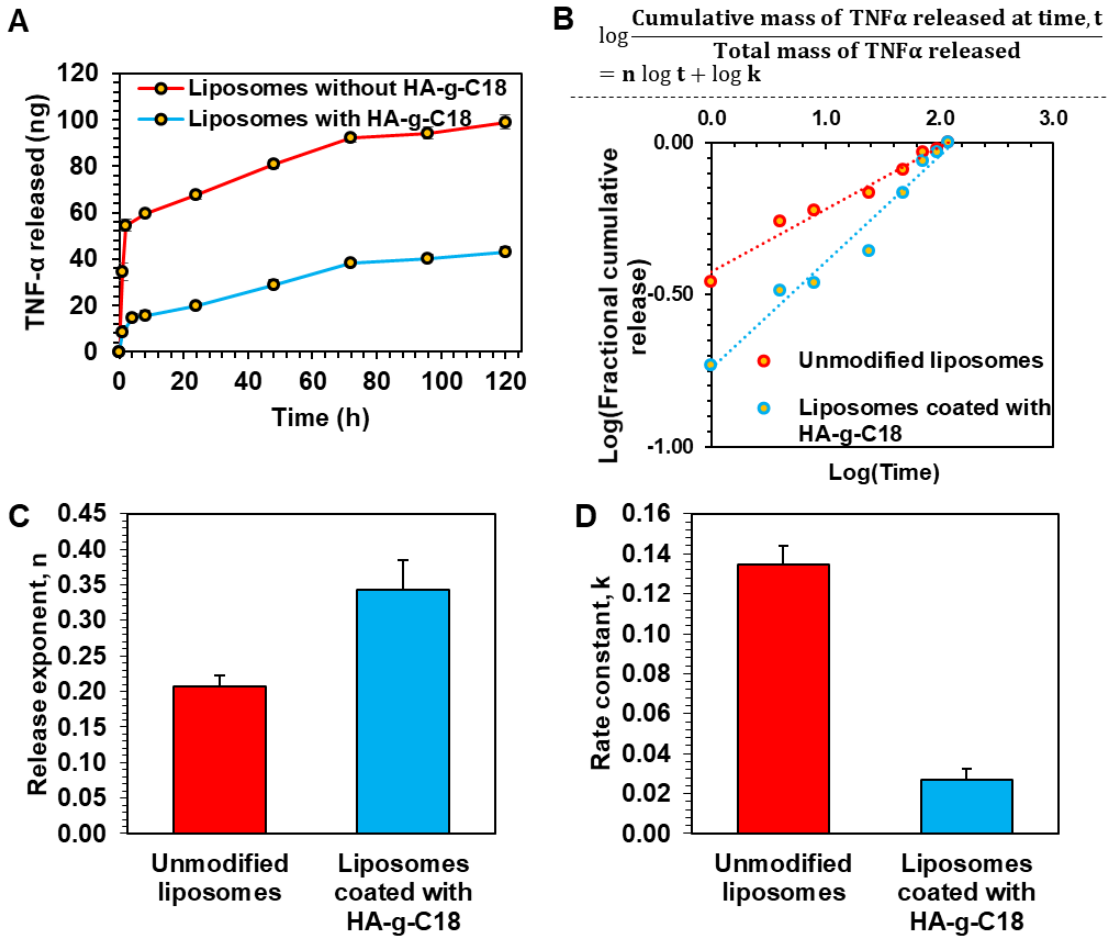 A
120
100
80
60
40
20
0
TNF-α released (ng)
Liposomes without HA-g-C18
Liposomes with HA-g-C18
0 20 40 60 80 100 120
Time (h)
B
log Cumulative mass of TNFα released at time, t
Total mass of TNFα released
= n log t + log k
0.0 1.0 2.0 3.0
0.00
-0.50
-1.00
Log(Fractional cumulative
release)
Unmodified liposomes
Liposomes coated with
HA-g-C18
Log(Time)
C
0.45
0.40
0.35
0.30
0.25
0.20
0.15
0.10
0.05
0.00
Release exponent, n
Unmodified
liposomes
Liposomes
coated with
HA-g-C18
D
0.16
0.14
0.12
0.10
0.08
0.06
0.04
0.02
0.00
Rate constant, k
Unmodified
liposomes
Liposomes
coated with
HA-g-C18